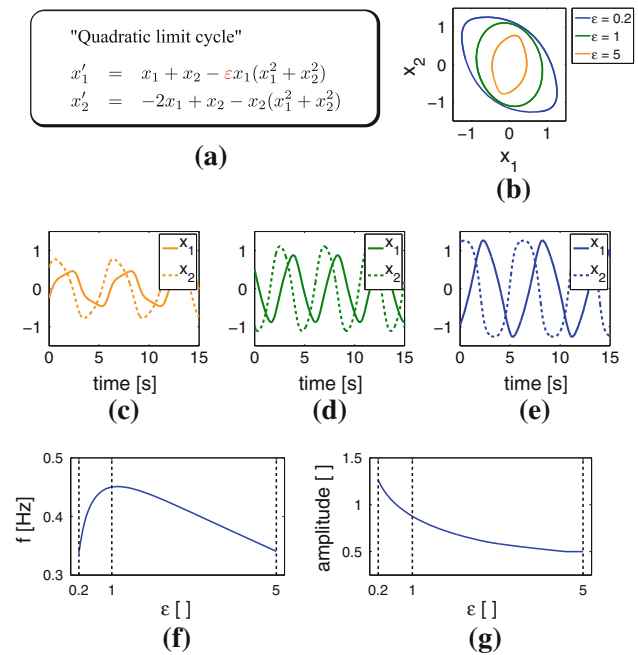 "Quadratic limit cycle"
x′₁ = x₁ + x₂ − εx₁(x₁² + x₂²)
x′₂ = −2x₁ + x₂ − x₂(x₁² + x₂²)
(a)
1
0
−1
x₂
−1 0 1
x₁
ε = 0.2
ε = 1
ε = 5
(b)
1
0
−1
x₁
x₂
0 5 10 15
time [s]
(c)
1
0
−1
x₁
x₂
0 5 10 15
time [s]
(d)
1
0
−1
x₁
x₂
0 5 10 15
time [s]
(e)
0.5
0.4
0.3
f [Hz]
0.2 1 5
ε [ ]
(f)
1.5
1
0.5
amplitude [ ]
0.2 1 5
ε [ ]
(g)